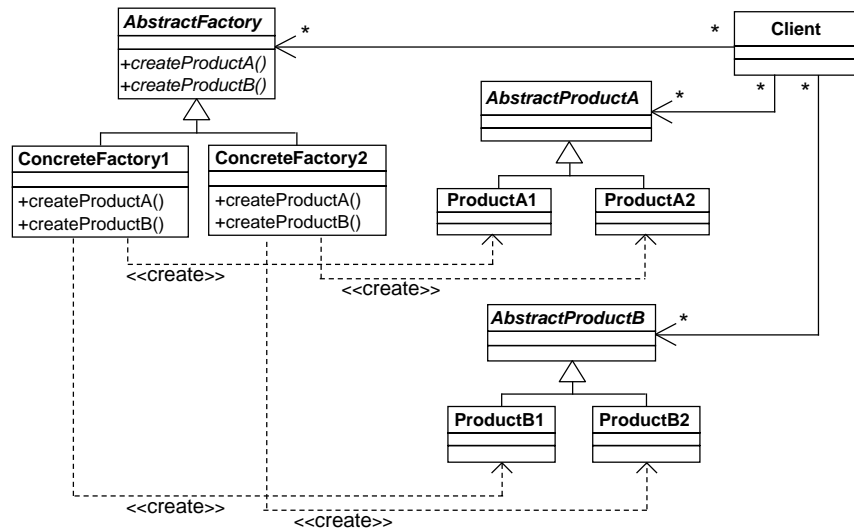 AbstractFactory
+createProductA()
+createProductB()
*
*
Client
*
*
AbstractProductA
*
ConcreteFactory1
+createProductA()
+createProductB()
ConcreteFactory2
+createProductA()
+createProductB()
ProductA1
ProductA2
<<create>>
<<create>>
AbstractProductB
*
ProductB1
ProductB2
<<create>>
<<create>>